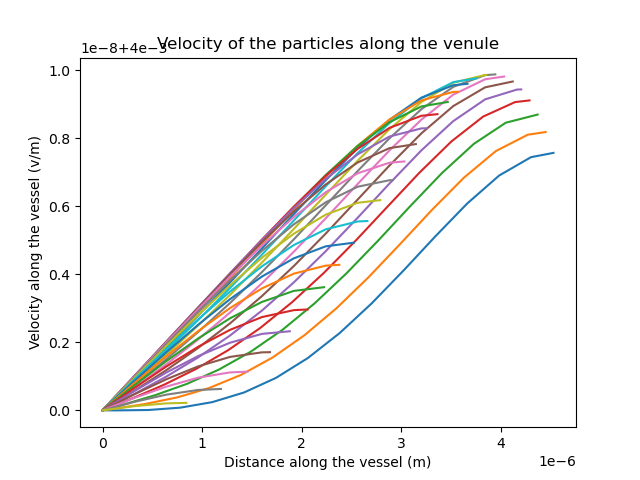 1e−8+4e−3
Velocity of the particles along the venule
1.0
0.8
0.6
0.4
0.2
0.0
Velocity along the vessel (v/m)
0 1 2 3 4
1e−6
Distance along the vessel (m)